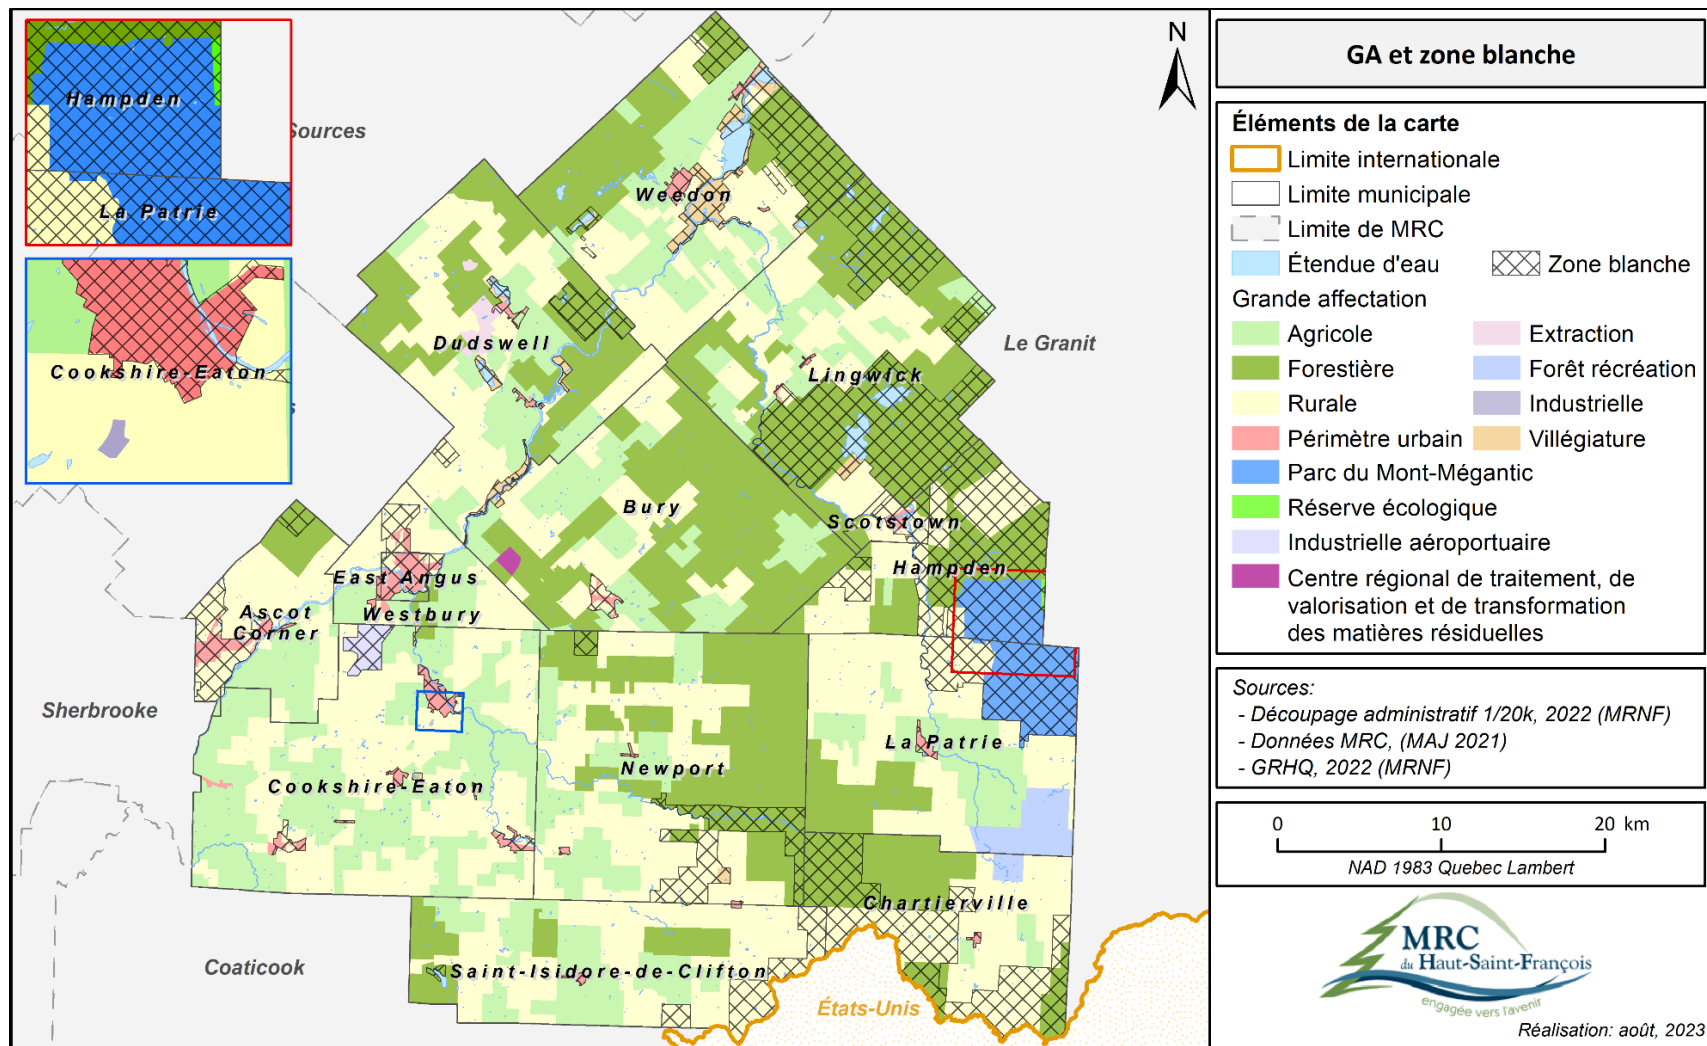 Hampden
La Patrie
Sources
Cookshire-Eaton
Weedon
Dudswell
Lingwick
Le Granit
Bury
Scotstown
Hampden
East Angus
Westbury
Ascot
Corner
Sherbrooke
La Patrie
Newport
Cookshire-Eaton
Chartierville
Coaticook
Saint-Isidore-de-Clifton
États-Unis
N
GA et zone blanche
Éléments de la carte
Limite internationale
Limite municipale
Limite de MRC
Étendue d'eau
Zone blanche
Grande affectation
Agricole
Extraction
Forestière
Forêt récréation
Rurale
Industrielle
Périmètre urbain
Villégiature
Parc du Mont-Mégantic
Réserve écologique
Industrielle aéroportuaire
Centre régional de traitement, de
valorisation et de transformation
des matières résiduelles
Sources:
- Découpage administratif 1/20k, 2022 (MRNF)
- Données MRC, (MAJ 2021)
- GRHQ, 2022 (MRNF)
0 10 20 km
NAD 1983 Quebec Lambert
MRC
du Haut-Saint-François
engagée vers l'avenir
Réalisation: août, 2023